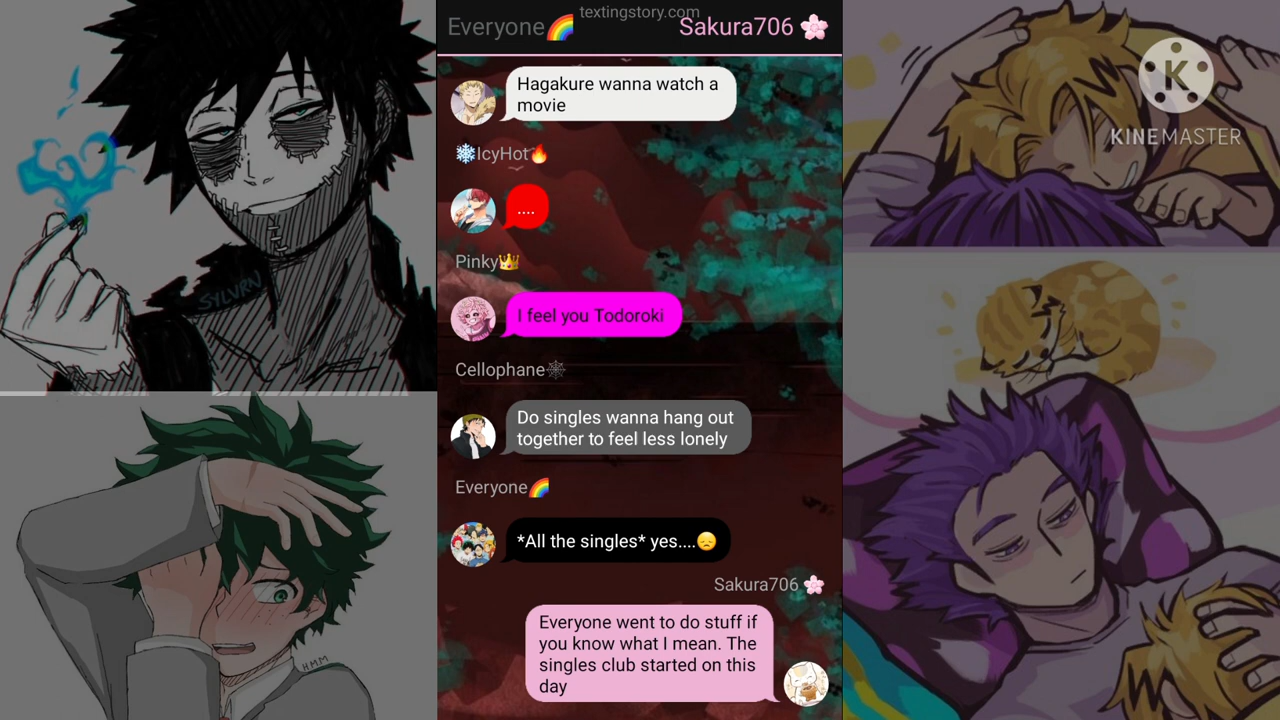 textingstory.com
Everyone🌈
Sakura706 🌸
Hagakure wanna watch a
movie
❄️IcyHot🔥
....
Pinky👑
I feel you Todoroki
Cellophane🕸️
Do singles wanna hang out
together to feel less lonely
Everyone🌈
*All the singles* yes....😞
Sakura706 🌸
Everyone went to do stuff if
you know what I mean. The
singles club started on this
day
SYLVRN
H.M.M
K
KINEMASTER